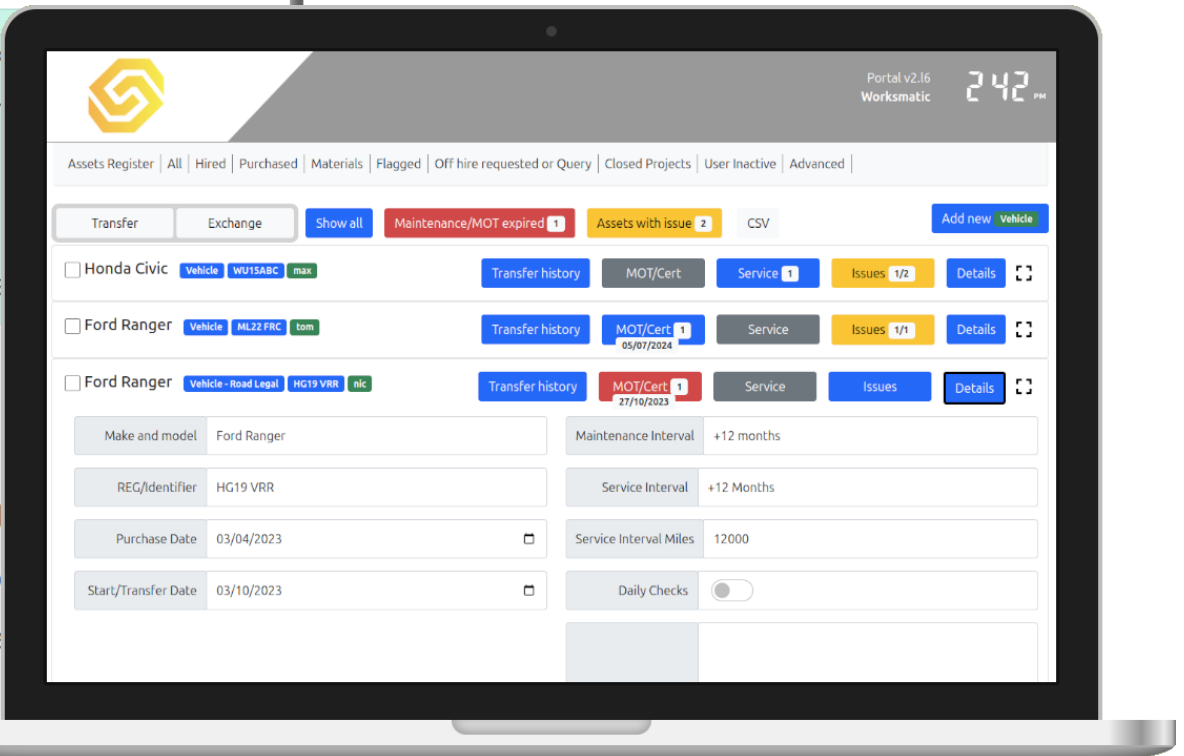 Portal v2.l6
Worksmatic
242 PM
Assets Register | All | Hired | Purchased | Materials | Flagged | Off hire requested or Query | Closed Projects | User Inactive | Advanced |
Transfer Exchange Show all Maintenance/MOT expired 1 Assets with issue 2 CSV Add new Vehicle
Honda Civic Vehicle WU15ABC max Transfer history MOT/Cert Service 1 Issues 1/2 Details
Ford Ranger Vehicle ML22 FRC tom Transfer history MOT/Cert 1 Service Issues 1/1 Details
05/07/2024
Ford Ranger Vehicle - Road Legal HG19 VRR nic Transfer history MOT/Cert 1 Service Issues Details
27/10/2023
Make and model Ford Ranger Maintenance Interval +12 months
REG/Identifier HG19 VRR Service Interval +12 Months
Purchase Date 03/04/2023 Service Interval Miles 12000
Start/Transfer Date 03/10/2023 Daily Checks